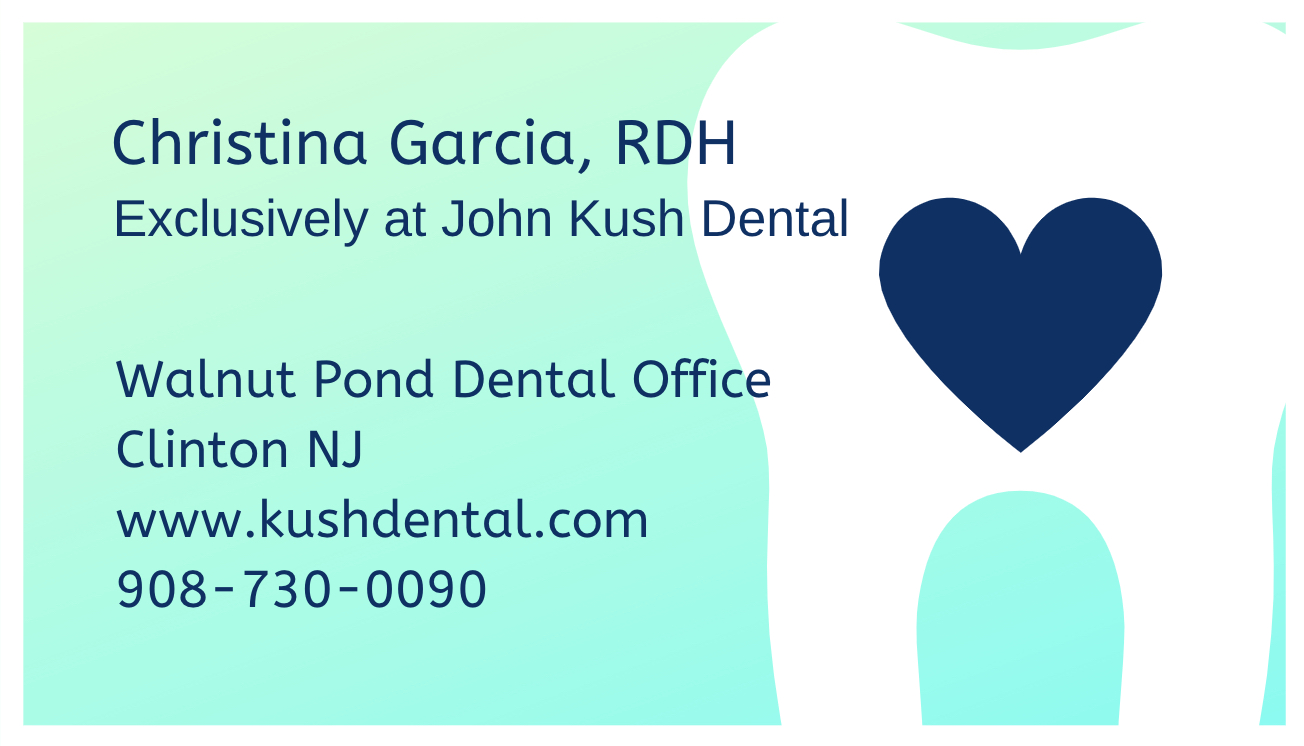 Christina Garcia, RDH
Exclusively at John Kush Dental
Walnut Pond Dental Office
Clinton NJ
www.kushdental.com
908-730-0090